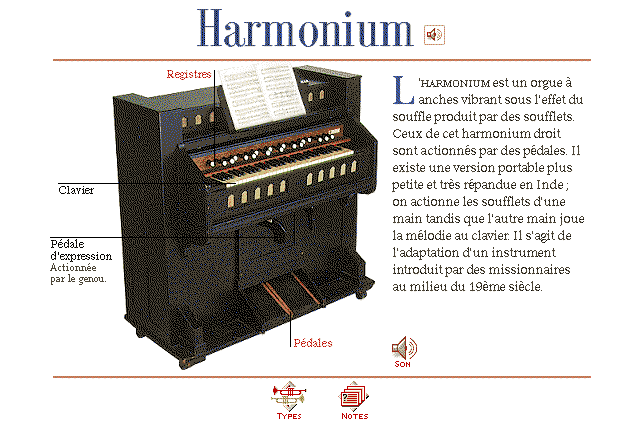 Harmonium
Registres
Clavier
Pédale
d'expression
Actionnée
par le genou.
Pédales
L'HARMONIUM est un orgue à
anches vibrant sous l'effet du
souffle produit par des soufflets.
Ceux de cet harmonium droit
sont actionnés par des pédales. Il
existe une version portable plus
petite et très répandue en Inde ;
on actionne les soufflets d'une
main tandis que l'autre main joue
la mélodie au clavier. Il s'agit de
l'adaptation d'un instrument
introduit par des missionnaires
au milieu du 19ème siècle.
SON
TYPES
NOTES